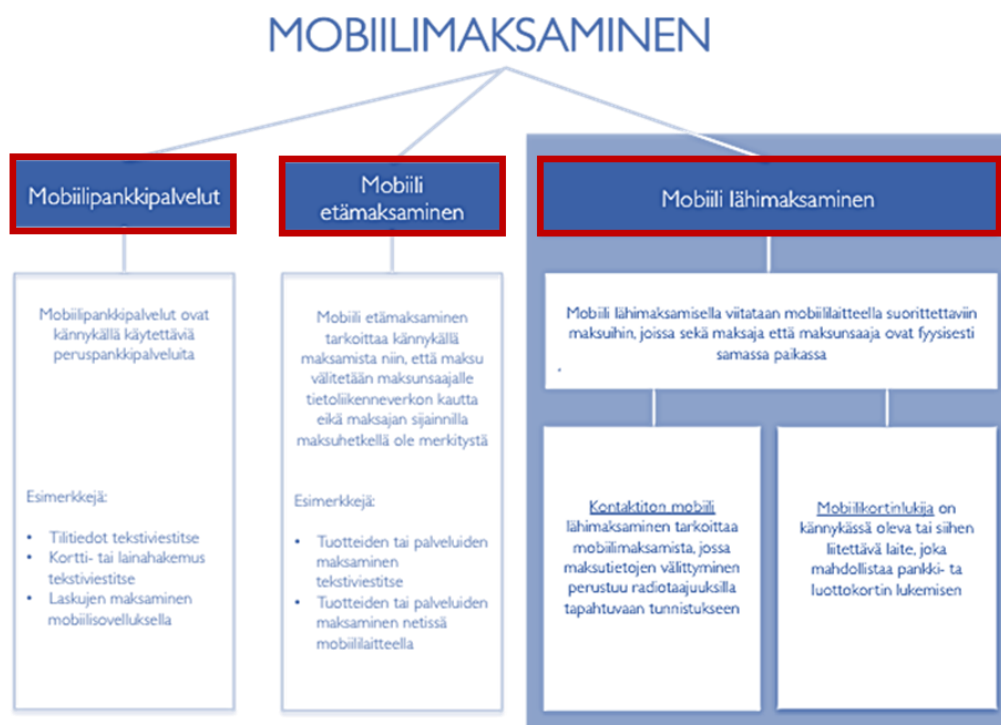 MOBIILIMAKSAMINEN
Mobiilipankkipalvelut
Mobiilipankkipalvelut ovat
kännykällä käytettäviä
peruspankkipalveluita
Esimerkkejä:
• Tilitiedot tekstiviestitse
• Kortti- tai lainahakemus
tekstiviestitse
• Laskujen maksaminen
mobiilisovelluksella
Mobiili
etämaksaminen
Mobiili etämaksaminen
tarkoittaa kännykällä
maksamista niin, että maksu
välitetään maksunsaajalle
tietoliikenneverkon kautta
eikä maksajan sijainnilla
maksuhetkellä ole merkitystä
Esimerkkejä:
• Tuotteiden tai palveluiden
maksaminen
tekstiviestitse
• Tuotteiden tai palveluiden
maksaminen netissä
mobiililaitteella
Mobiili lähimaksaminen
Mobiili lähimaksamisella viitataan mobiililaitteella suoritettaviin
maksuihin, joissa sekä maksaja että maksunsaaja ovat fyysisesti
samassa paikassa
Kontaktiton mobiili
lähimaksaminen tarkoittaa
mobiilimaksamista, jossa
maksutietojen välittyminen
perustuu radiotaajuuksilla
tapahtuvaan tunnistukseen
Mobiilikortinlukija on
kännykässä oleva tai siihen
liitettävä laite, joka
mahdollistaa pankki- ta
luottokortin lukemisen